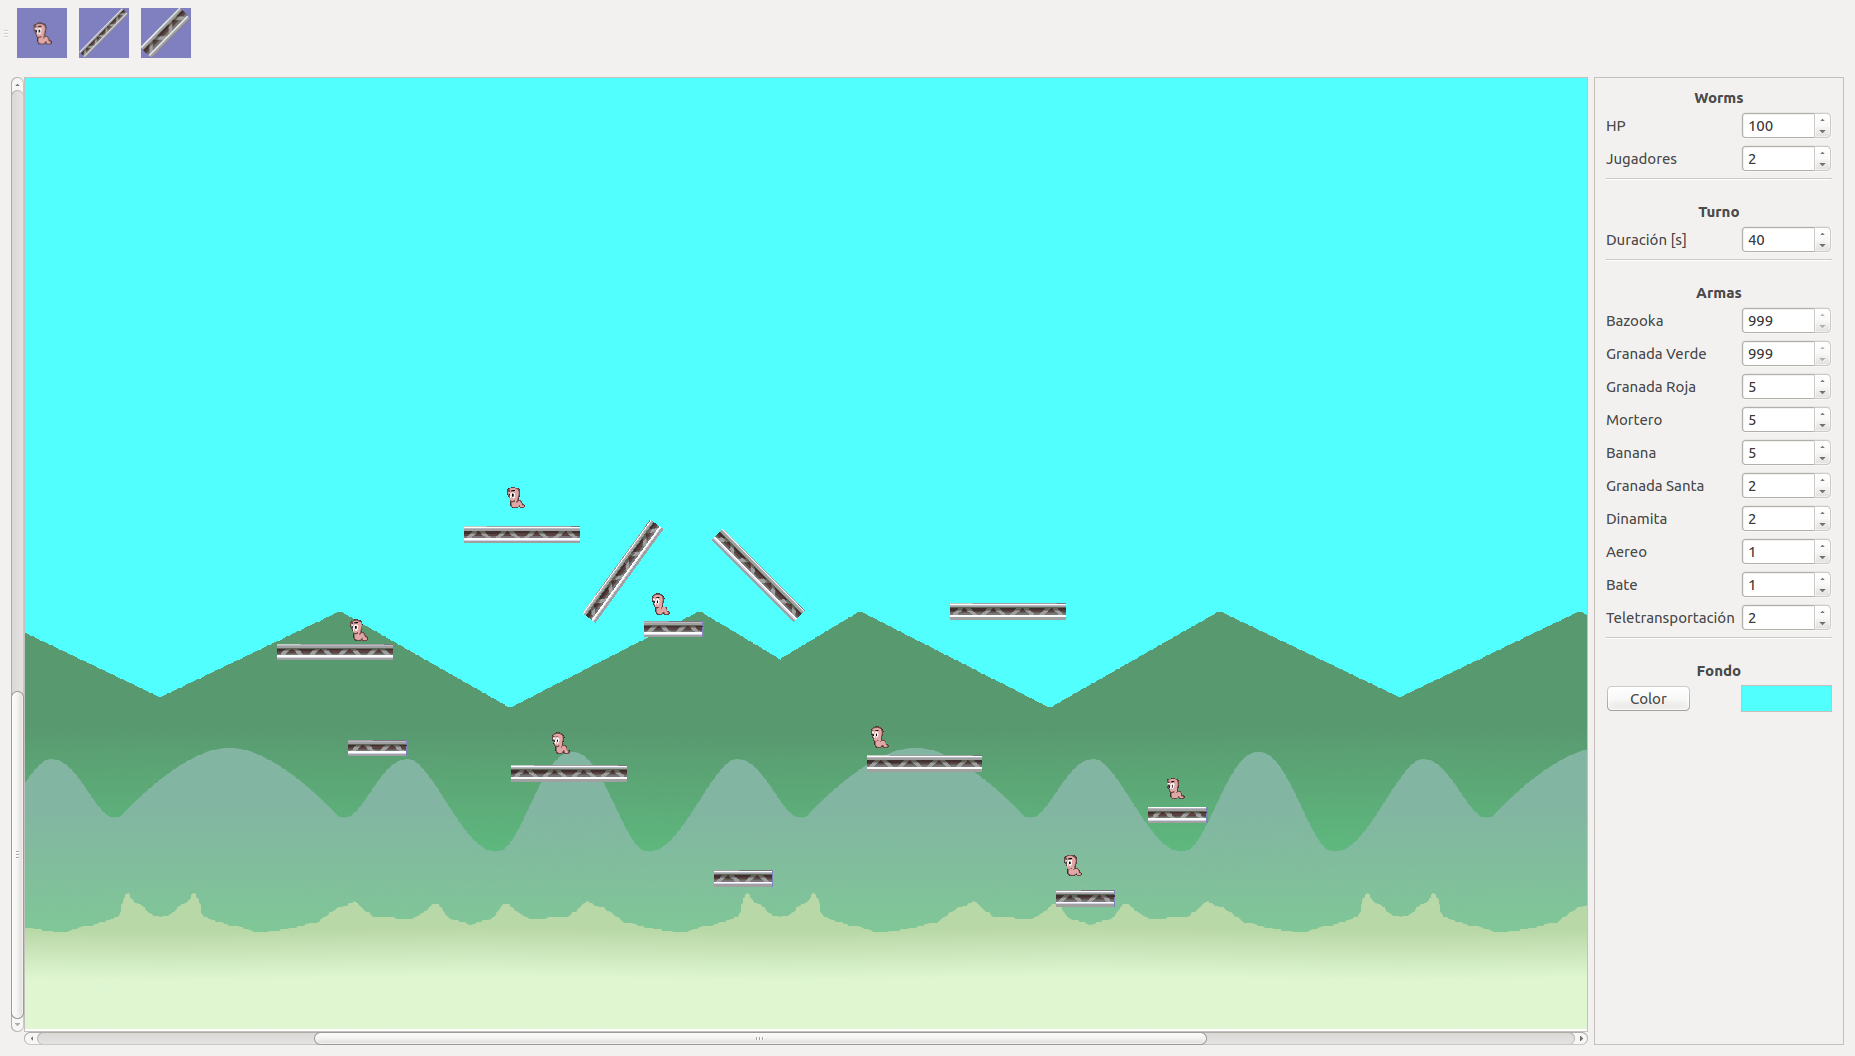 Worms
HP 100
Jugadores 2
Turno
Duración [s] 40
Armas
Bazooka 999
Granada Verde 999
Granada Roja 5
Mortero 5
Banana 5
Granada Santa 2
Dinamita 2
Aereo 1
Bate 1
Teletransportación 2
Fondo
Color